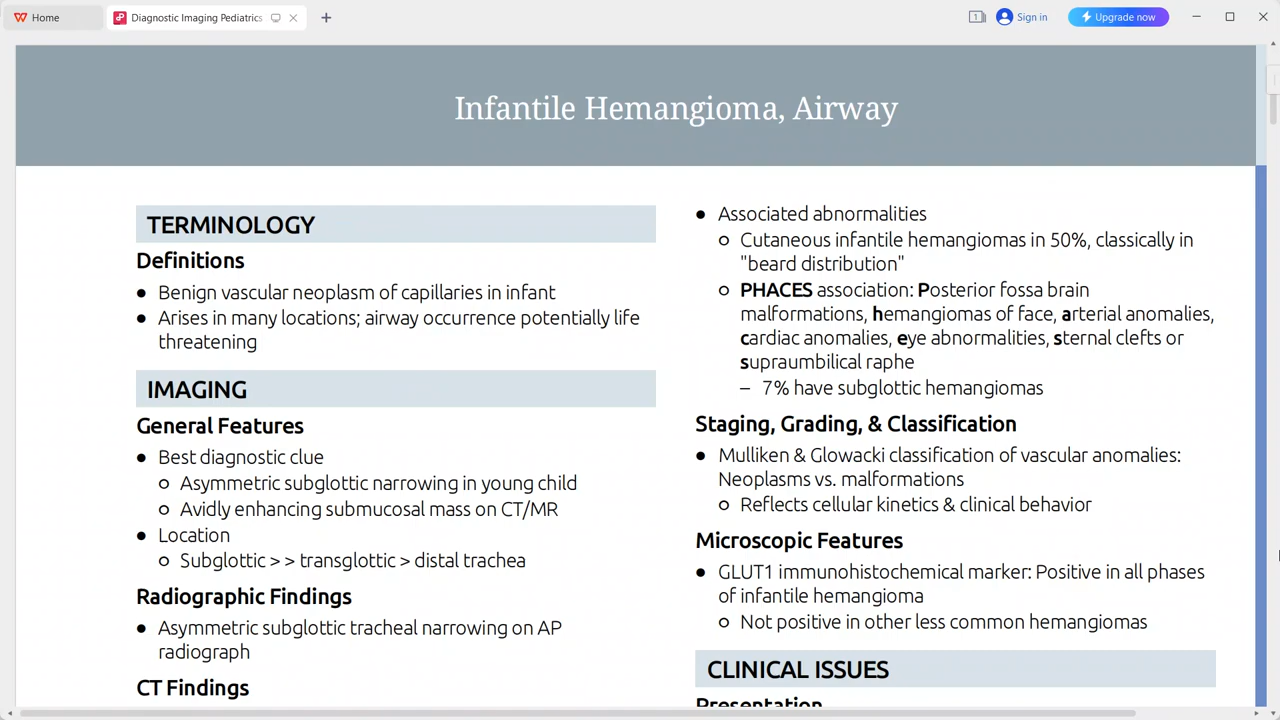 Home
Diagnostic Imaging Pediatrics
1
Sign in
Upgrade now
Infantile Hemangioma, Airway
TERMINOLOGY
Definitions
● Benign vascular neoplasm of capillaries in infant
● Arises in many locations; airway occurrence potentially life
threatening
IMAGING
General Features
● Best diagnostic clue
○ Asymmetric subglottic narrowing in young child
○ Avidly enhancing submucosal mass on CT/MR
● Location
○ Subglottic > > transglottic > distal trachea
Radiographic Findings
● Asymmetric subglottic tracheal narrowing on AP
radiograph
CT Findings
● Associated abnormalities
○ Cutaneous infantile hemangiomas in 50%, classically in
"beard distribution"
○ PHACES association: Posterior fossa brain
malformations, hemangiomas of face, arterial anomalies,
cardiac anomalies, eye abnormalities, sternal clefts or
supraumbilical raphe
– 7% have subglottic hemangiomas
Staging, Grading, & Classification
● Mulliken & Glowacki classification of vascular anomalies:
Neoplasms vs. malformations
○ Reflects cellular kinetics & clinical behavior
Microscopic Features
● GLUT1 immunohistochemical marker: Positive in all phases
of infantile hemangioma
○ Not positive in other less common hemangiomas
CLINICAL ISSUES
Presentation